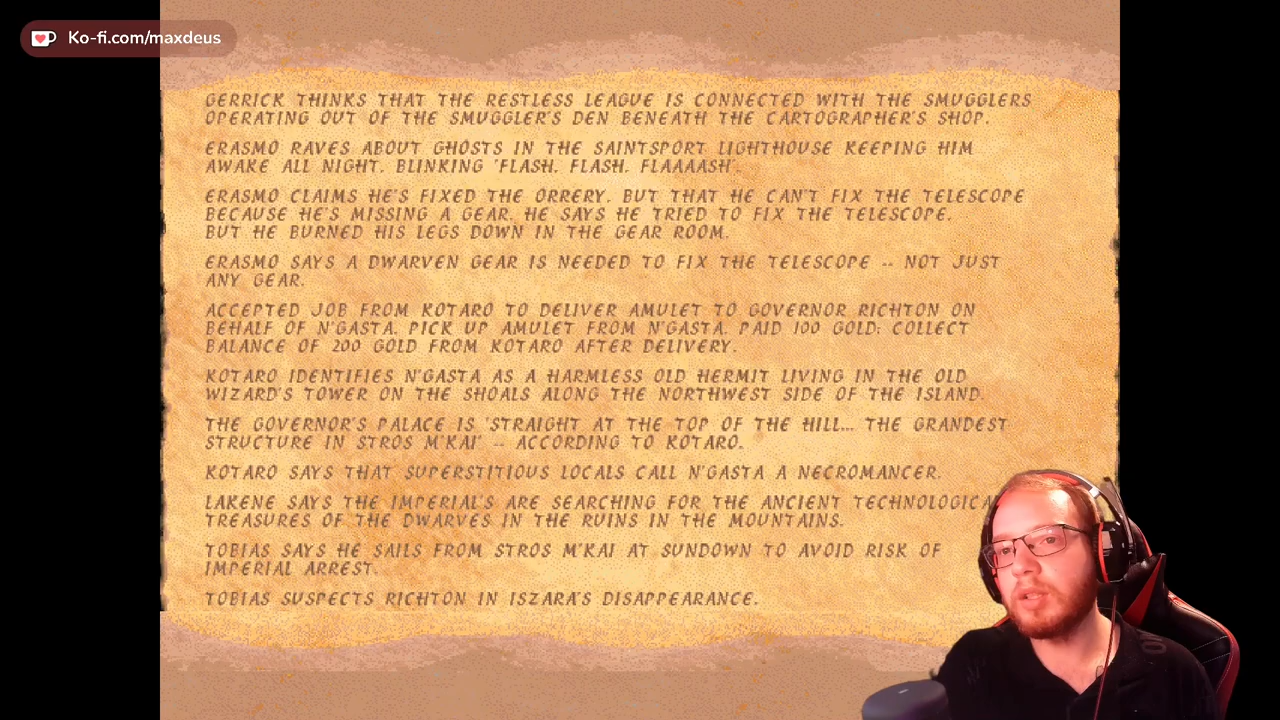 Ko-fi.com/maxdeus
GERRICK THINKS THAT THE RESTLESS LEAGUE IS CONNECTED WITH THE SMUGGLERS
OPERATING OUT OF THE SMUGGLER'S DEN BENEATH THE CARTOGRAPHER'S SHOP.
ERASMO RAVES ABOUT GHOSTS IN THE SAINTSPORT LIGHTHOUSE KEEPING HIM
AWAKE ALL NIGHT, BLINKING 'FLASH, FLASH, FLAAAASH'.
ERASMO CLAIMS HE'S FIXED THE ORRERY, BUT THAT HE CAN'T FIX THE TELESCOPE
BECAUSE HE'S MISSING A GEAR. HE SAYS HE TRIED TO FIX THE TELESCOPE,
BUT HE BURNED HIS LEGS DOWN IN THE GEAR ROOM.
ERASMO SAYS A DWARVEN GEAR IS NEEDED TO FIX THE TELESCOPE -- NOT JUST
ANY GEAR.
ACCEPTED JOB FROM KOTARO TO DELIVER AMULET TO GOVERNOR RICHTON ON
BEHALF OF N'GASTA. PICK UP AMULET FROM N'GASTA. PAID 100 GOLD; COLLECT
BALANCE OF 200 GOLD FROM KOTARO AFTER DELIVERY.
KOTARO IDENTIFIES N'GASTA AS A HARMLESS OLD HERMIT LIVING IN THE OLD
WIZARD'S TOWER ON THE SHOALS ALONG THE NORTHWEST SIDE OF THE ISLAND.
THE GOVERNOR'S PALACE IS 'STRAIGHT AT THE TOP OF THE HILL... THE GRANDEST
STRUCTURE IN STROS M'KAI' -- ACCORDING TO KOTARO.
KOTARO SAYS THAT SUPERSTITIOUS LOCALS CALL N'GASTA A NECROMANCER.
LAKENE SAYS THE IMPERIAL'S ARE SEARCHING FOR THE ANCIENT TECHNOLOGICA
TREASURES OF THE DWARVES IN THE RUINS IN THE MOUNTAINS.
TOBIAS SAYS HE SAILS FROM STROS M'KAI AT SUNDOWN TO AVOID RISK OF
IMPERIAL ARREST.
TOBIAS SUSPECTS RICHTON IN ISZARA'S DISAPPEARANCE.